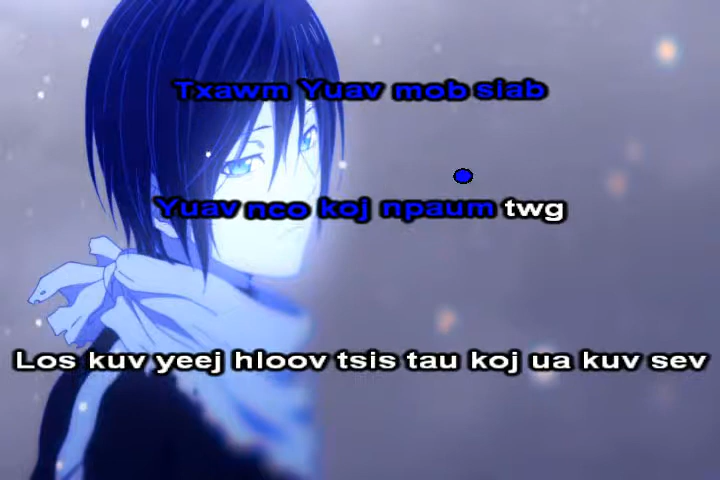 Txawm Yuav mob siab
Yuav nco koj npaum twg
Los kuv yeej hloov tsis tau koj ua kuv sev